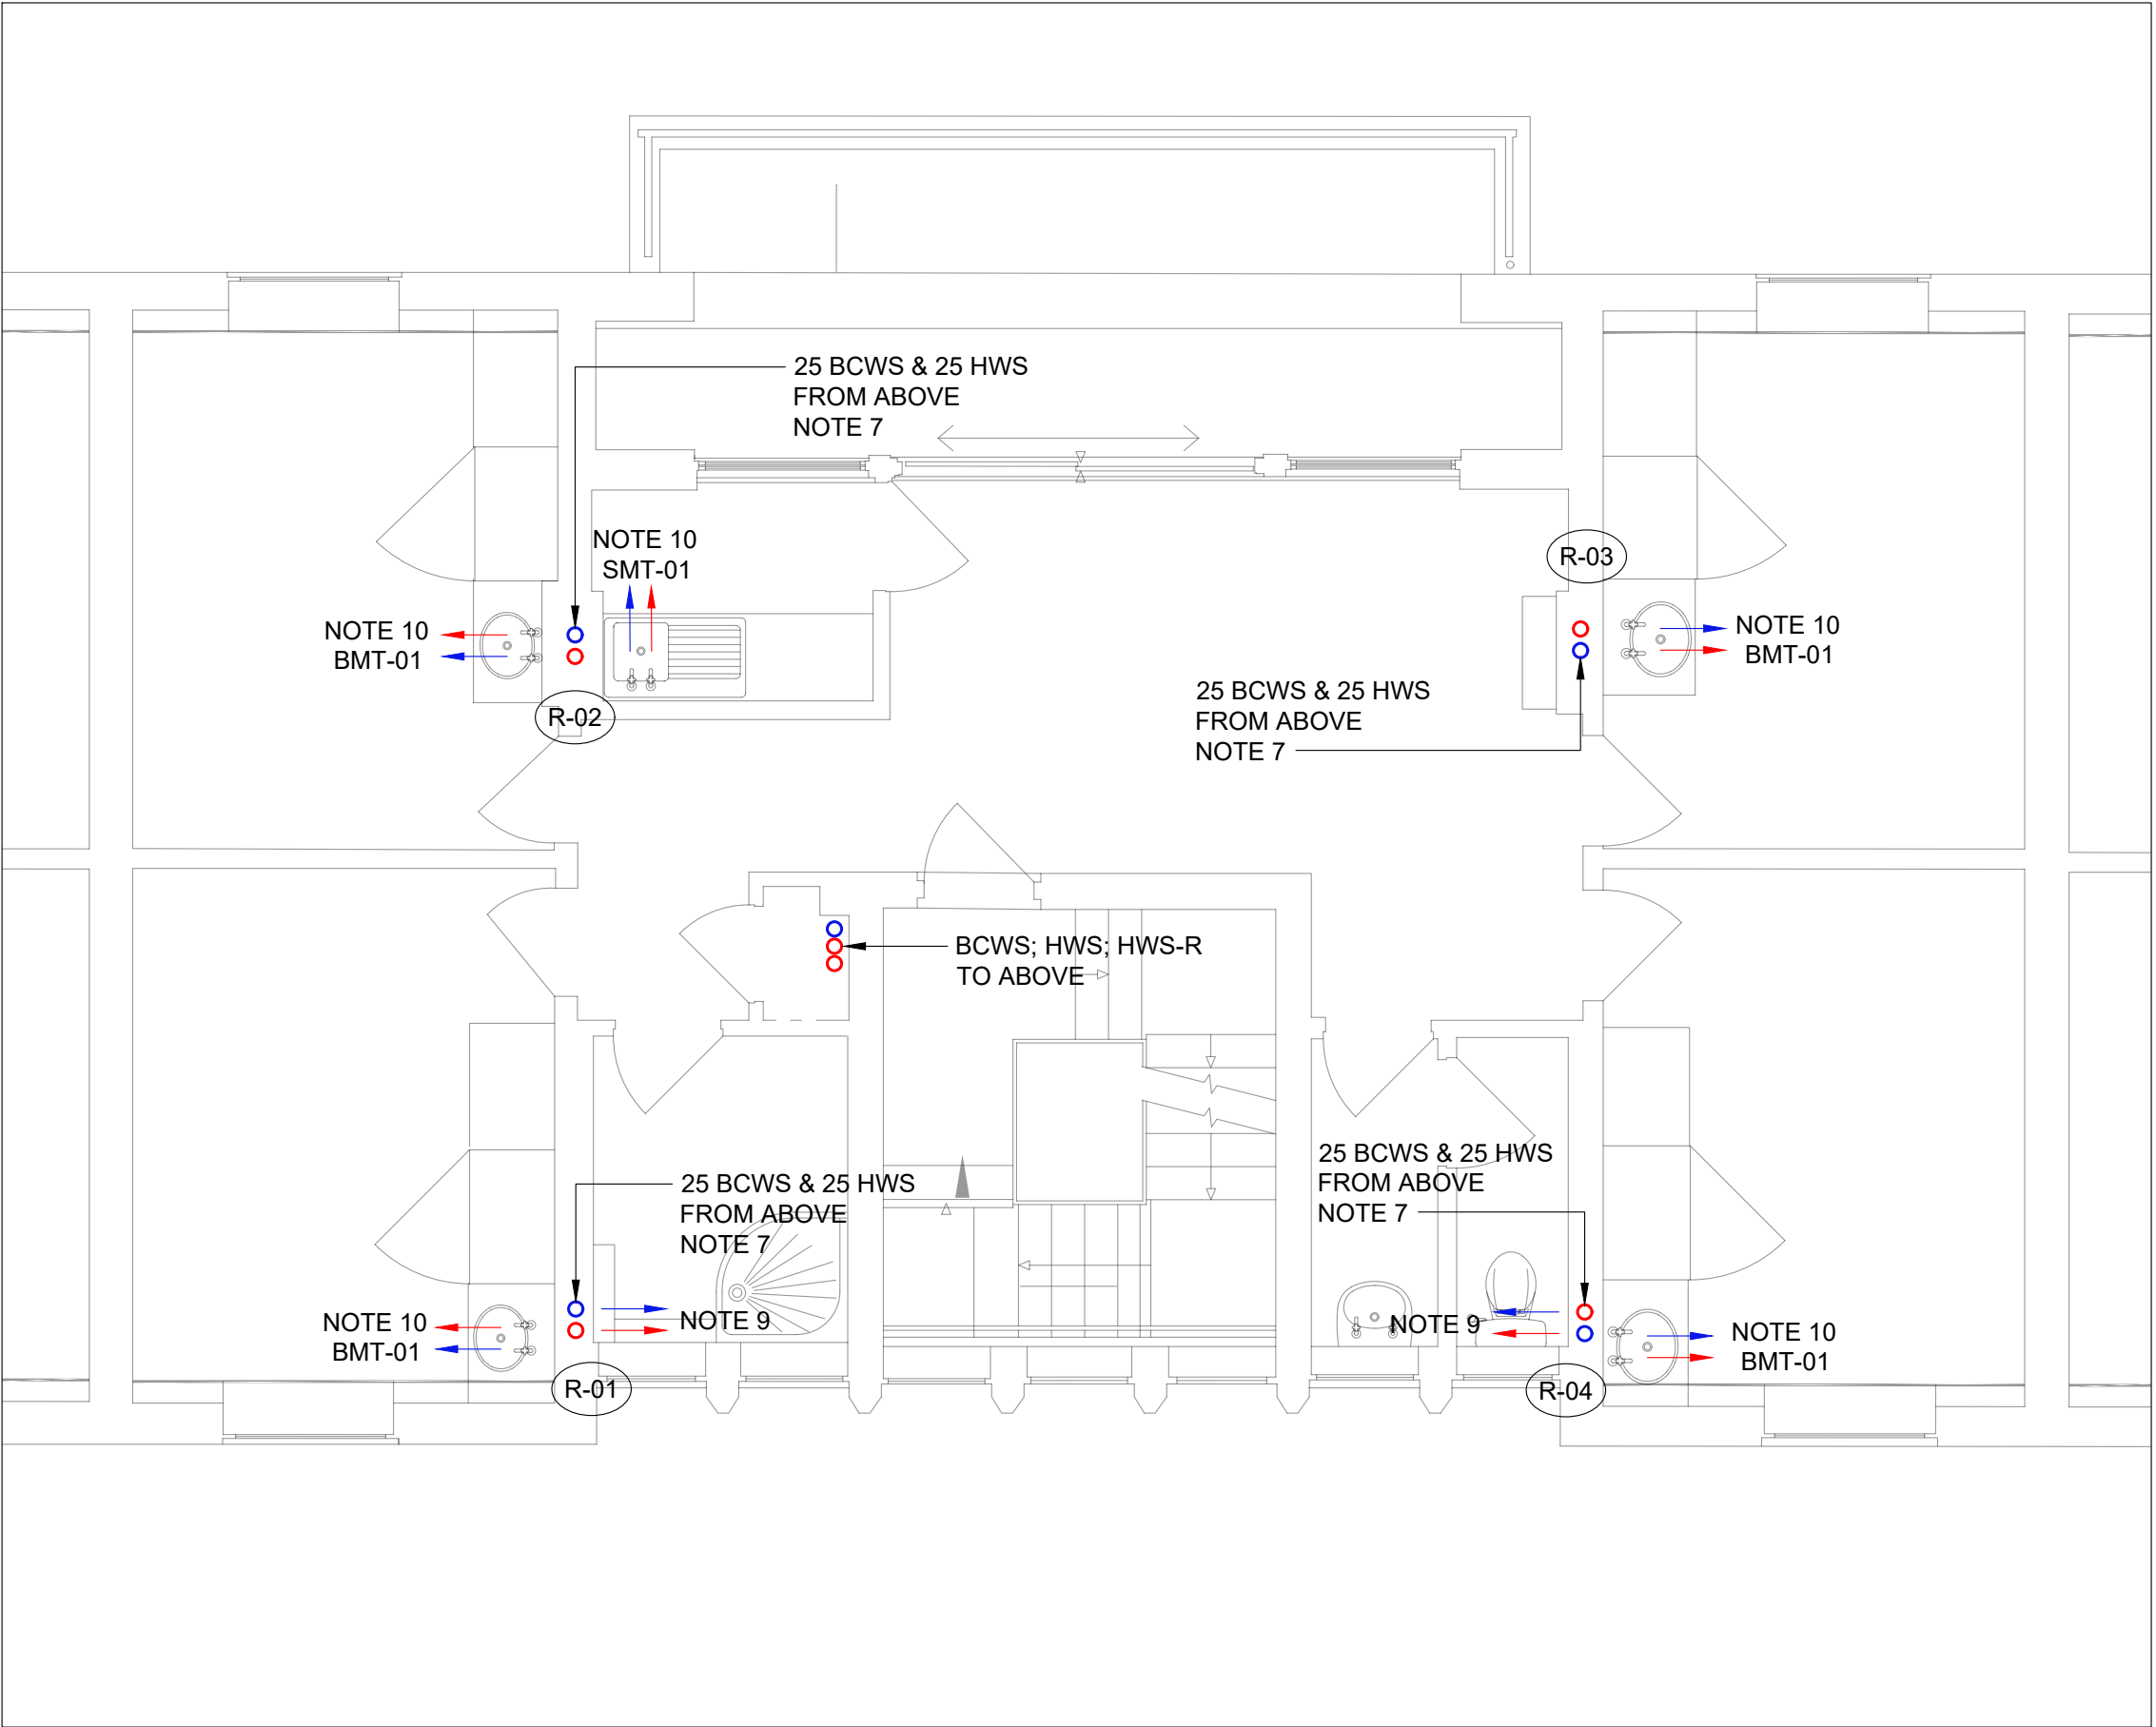 25 BCWS & 25 HWS
FROM ABOVE
NOTE 7
NOTE 10
SMT-01
R-03
NOTE 10
BMT-01
NOTE 10
BMT-01
25 BCWS & 25 HWS
FROM ABOVE
NOTE 7
R-02
BCWS; HWS; HWS-R
TO ABOVE
25 BCWS & 25 HWS
FROM ABOVE
NOTE 7
25 BCWS & 25 HWS
FROM ABOVE
NOTE 7
NOTE 10
BMT-01
NOTE 9
NOTE 9
NOTE 10
BMT-01
R-01
R-04